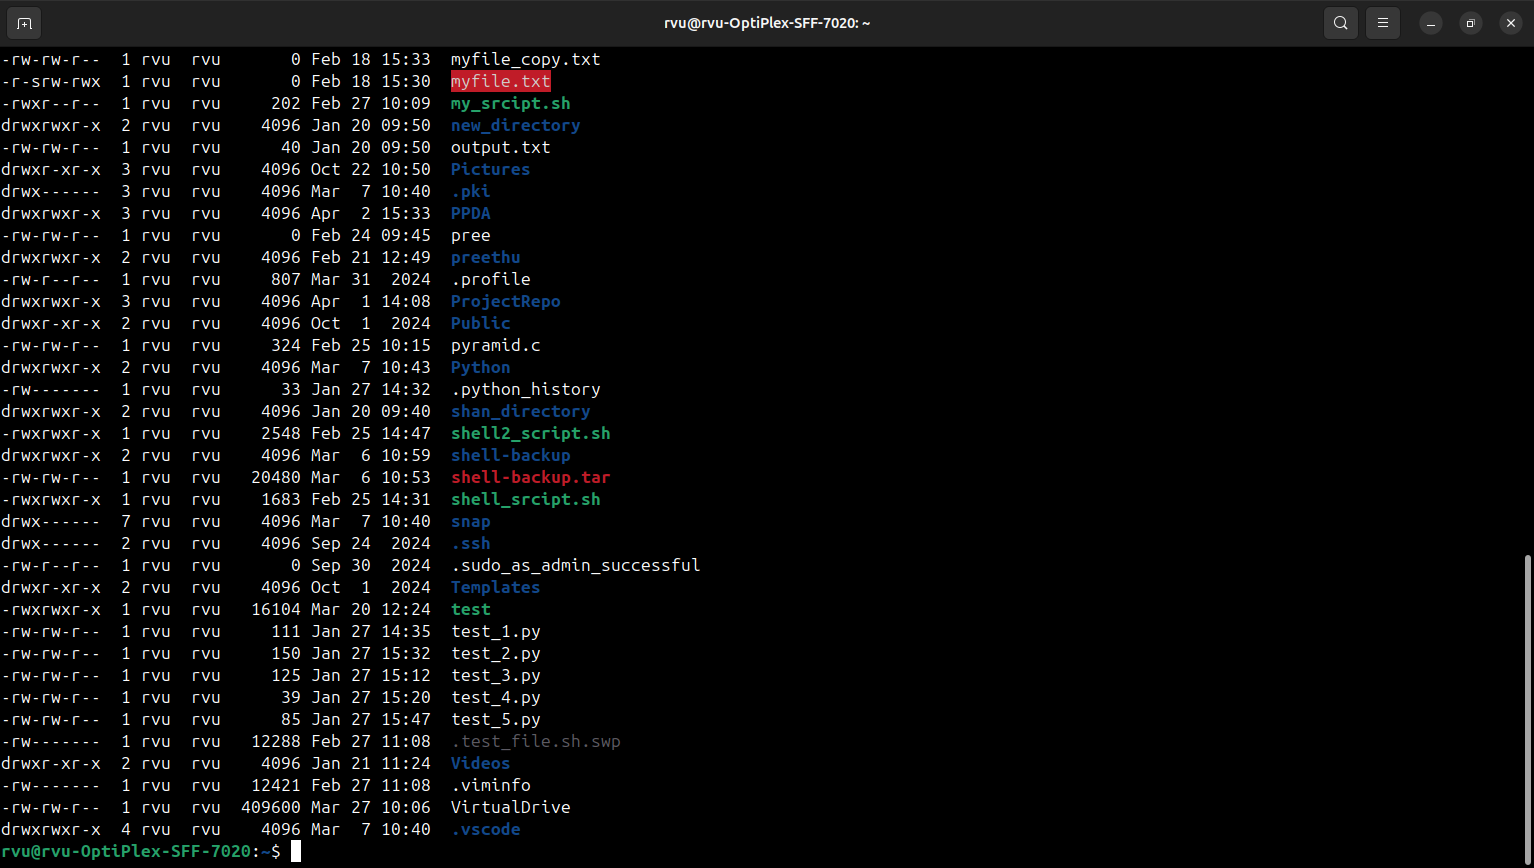 rvu@rvu-OptiPlex-SFF-7020: ~
-rw-rw-r--  1 rvu  rvu       0 Feb 18 15:33  myfile_copy.txt
-r-srw-rwx  1 rvu  rvu       0 Feb 18 15:30  myfile.txt
-rwxr--r--  1 rvu  rvu     202 Feb 27 10:09  my_srcipt.sh
drwxrwxr-x  2 rvu  rvu    4096 Jan 20 09:50  new_directory
-rw-rw-r--  1 rvu  rvu      40 Jan 20 09:50  output.txt
drwxr-xr-x  3 rvu  rvu    4096 Oct 22 10:50  Pictures
drwx------  3 rvu  rvu    4096 Mar  7 10:40  .pki
drwxrwxr-x  3 rvu  rvu    4096 Apr  2 15:33  PPDA
-rw-rw-r--  1 rvu  rvu       0 Feb 24 09:45  pree
drwxrwxr-x  2 rvu  rvu    4096 Feb 21 12:49  preethu
-rw-r--r--  1 rvu  rvu     807 Mar 31  2024  .profile
drwxrwxr-x  3 rvu  rvu    4096 Apr  1 14:08  ProjectRepo
drwxr-xr-x  2 rvu  rvu    4096 Oct  1  2024  Public
-rw-rw-r--  1 rvu  rvu     324 Feb 25 10:15  pyramid.c
drwxrwxr-x  2 rvu  rvu    4096 Mar  7 10:43  Python
-rw-------  1 rvu  rvu      33 Jan 27 14:32  .python_history
drwxrwxr-x  2 rvu  rvu    4096 Jan 20 09:40  shan_directory
-rwxrwxr-x  1 rvu  rvu    2548 Feb 25 14:47  shell2_script.sh
drwxrwxr-x  2 rvu  rvu    4096 Mar  6 10:59  shell-backup
-rw-rw-r--  1 rvu  rvu   20480 Mar  6 10:53  shell-backup.tar
-rwxrwxr-x  1 rvu  rvu    1683 Feb 25 14:31  shell_srcipt.sh
drwx------  7 rvu  rvu    4096 Mar  7 10:40  snap
drwx------  2 rvu  rvu    4096 Sep 24  2024  .ssh
-rw-r--r--  1 rvu  rvu       0 Sep 30  2024  .sudo_as_admin_successful
drwxr-xr-x  2 rvu  rvu    4096 Oct  1  2024  Templates
-rwxrwxr-x  1 rvu  rvu   16104 Mar 20 12:24  test
-rw-rw-r--  1 rvu  rvu     111 Jan 27 14:35  test_1.py
-rw-rw-r--  1 rvu  rvu     150 Jan 27 15:32  test_2.py
-rw-rw-r--  1 rvu  rvu     125 Jan 27 15:12  test_3.py
-rw-rw-r--  1 rvu  rvu      39 Jan 27 15:20  test_4.py
-rw-rw-r--  1 rvu  rvu      85 Jan 27 15:47  test_5.py
-rw-------  1 rvu  rvu   12288 Feb 27 11:08  .test_file.sh.swp
drwxr-xr-x  2 rvu  rvu    4096 Jan 21 11:24  Videos
-rw-------  1 rvu  rvu   12421 Feb 27 11:08  .viminfo
-rw-rw-r--  1 rvu  rvu  409600 Mar 27 10:06  VirtualDrive
drwxrwxr-x  4 rvu  rvu    4096 Mar  7 10:40  .vscode
rvu@rvu-OptiPlex-SFF-7020:~$